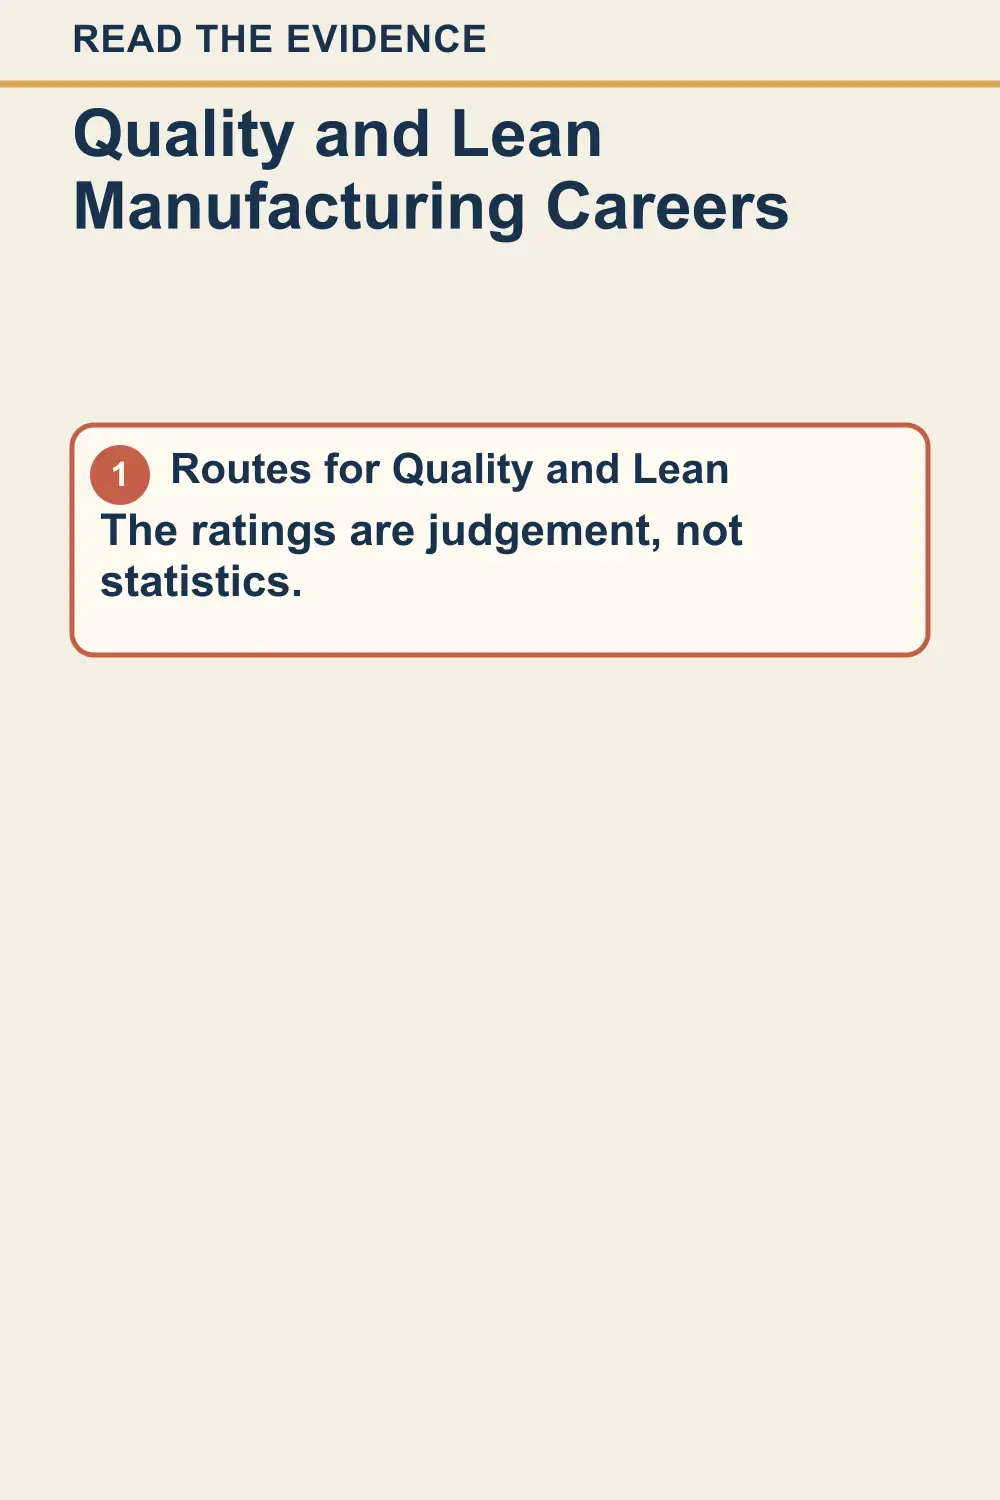 READ THE EVIDENCE
Quality and Lean
Manufacturing Careers
1 Routes for Quality and Lean
The ratings are judgement, not
statistics.